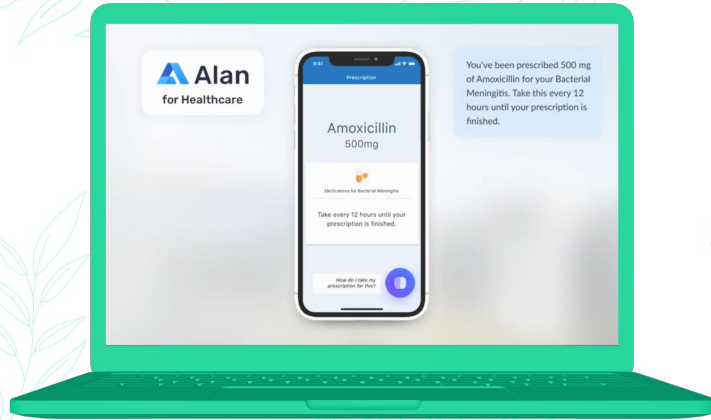 Alan
for Healthcare
9:41
Prescription
Amoxicillin
500mg
Medications for Bacterial Meningitis
Take every 12 hours until your
prescription is finished.
How do I take my
prescription for this?
You've been prescribed 500 mg
of Amoxicillin for your Bacterial
Meningitis. Take this every 12
hours until your prescription is
finished.